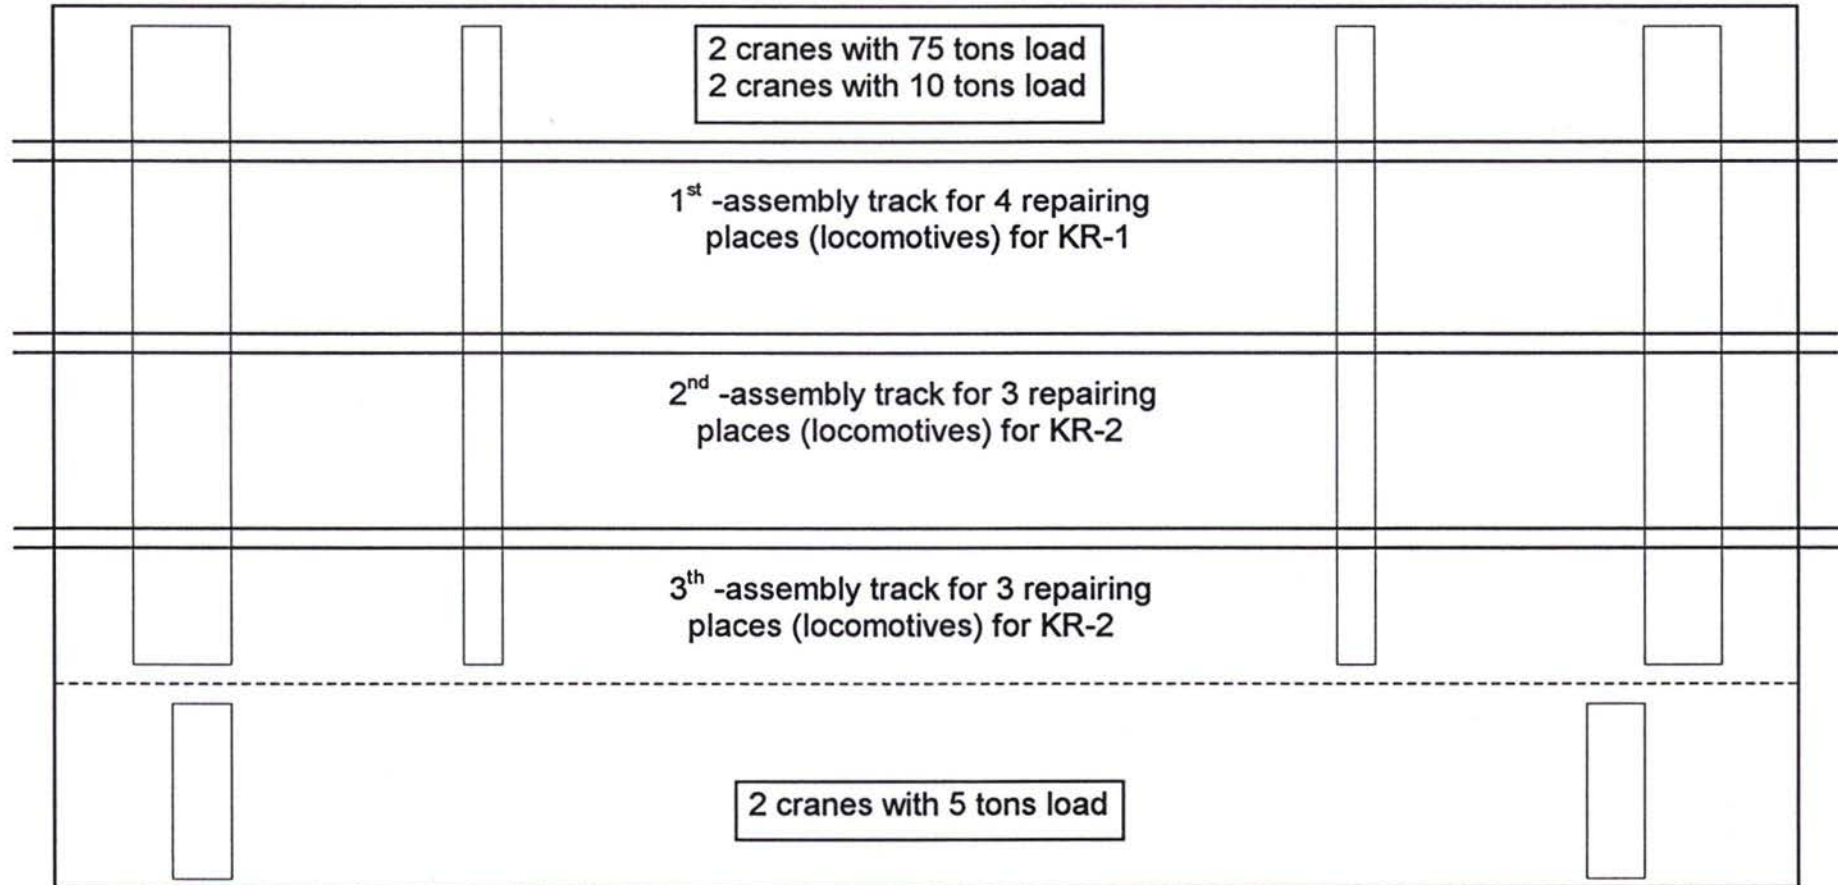 2 cranes with 75 tons load
2 cranes with 10 tons load
1st -assembly track for 4 repairing
places (locomotives) for KR-1
2nd -assembly track for 3 repairing
places (locomotives) for KR-2
3th -assembly track for 3 repairing
places (locomotives) for KR-2
2 cranes with 5 tons load